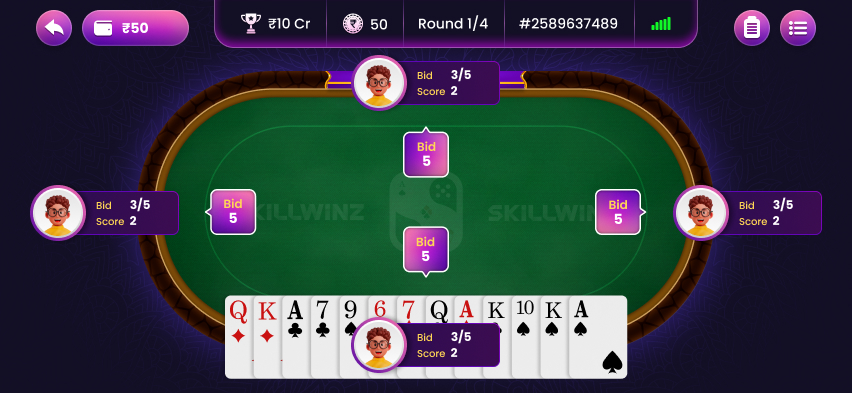 ₹50
₹10 Cr
50
Round 1/4
#2589637489
Bid 3/5
Score 2
Bid
5
Bid 3/5
Score 2
Bid
5
SKILLWINZ
Bid
5
Bid 3/5
Score 2
Bid
5
Q K A 7 9 6 7 Q A K 10 K A
Bid 3/5
Score 2